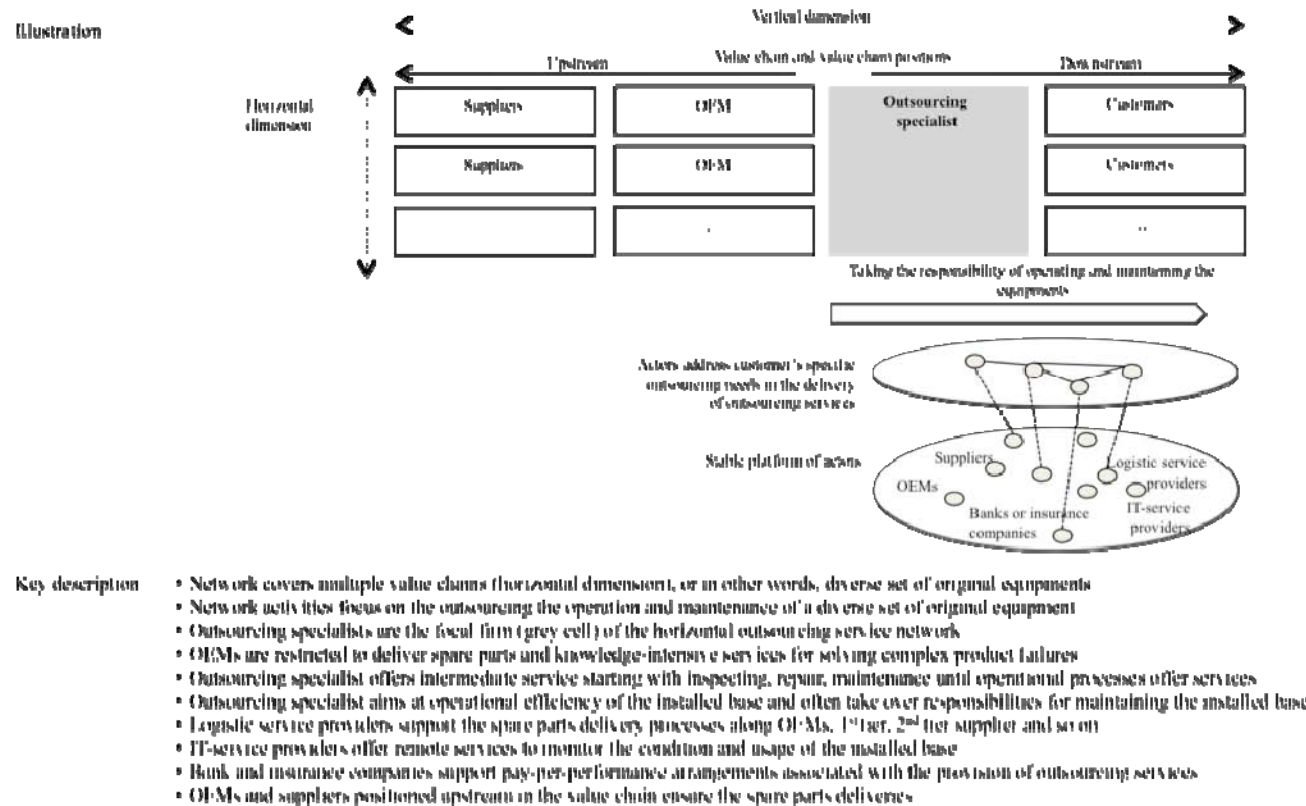 Illustration
Vertical dimension
Value chain and value chain positions
Upstream
Downstream
Horizontal
dimension
Suppliers
OEM
Outsourcing
specialist
Customers
Suppliers
OEM
Customers
Taking the responsibility of operating and maintaining the
equipments
Actors address customer's specific
outsourcing needs in the delivery
of outsourcing services
Stable platform of actors
Suppliers
Logistic service
providers
OEMs
Banks or insurance
companies
IT-service
providers
Key description
• Network covers multiple value chains (horizontal dimension), or in other words, diverse set of original equipments
• Network activities focus on the outsourcing the operation and maintenance of a diverse set of original equipment
• Outsourcing specialists are the focal firm (grey cell) of the horizontal outsourcing service network
• OEMs are restricted to deliver spare parts and knowledge-intensive services for solving complex product failures
• Outsourcing specialist offers intermediate service starting with inspecting, repair, maintenance until operational processes offer services
• Outsourcing specialist aims at operational efficiency of the installed base and often take over responsibilities for maintaining the installed base
• Logistic service providers support the spare parts delivery processes along OEMs, 1st tier, 2nd tier supplier and so on
• IT-service providers offer remote services to monitor the condition and usage of the installed base
• Bank and insurance companies support pay-per-performance arrangements associated with the provision of outsourcing services
• OEMs and suppliers positioned upstream in the value chain ensure the spare parts deliveries